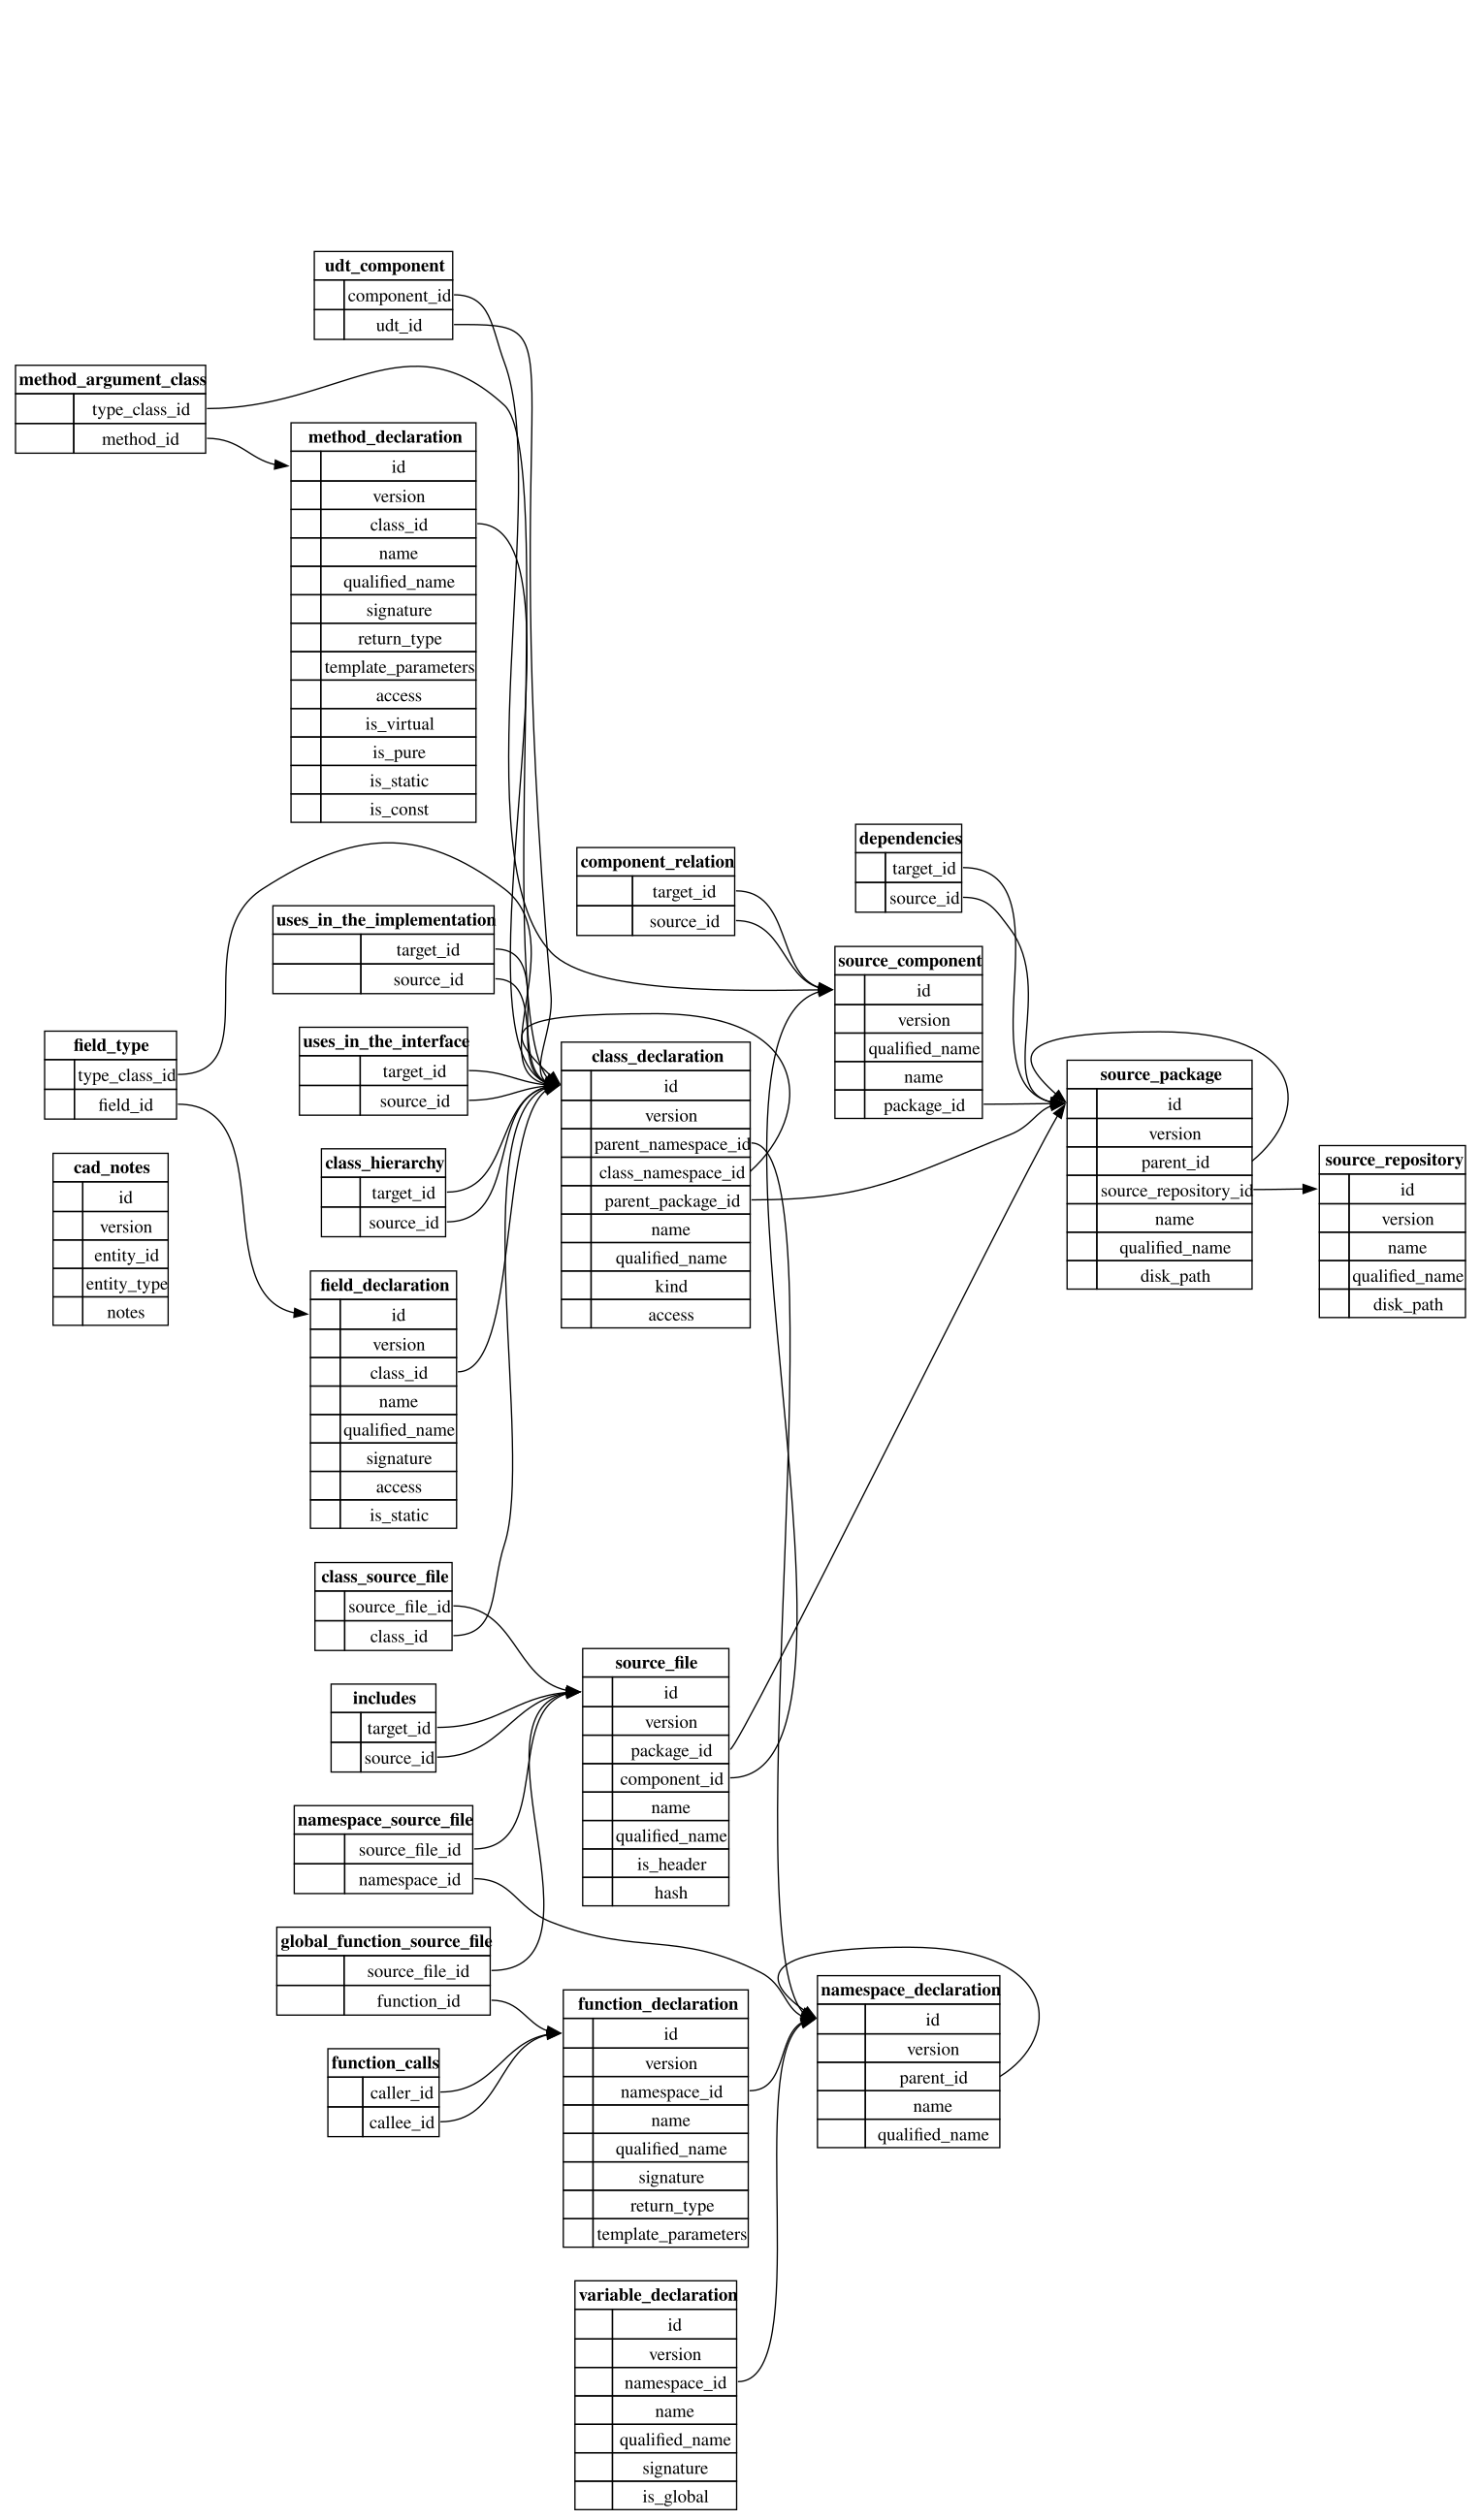 udt_component
component_id
udt_id
method_argument_class
type_class_id
method_id
method_declaration
id
version
class_id
name
qualified_name
signature
return_type
template_parameters
access
is_virtual
is_pure
is_static
is_const
component_relation
target_id
source_id
dependencies
target_id
source_id
uses_in_the_implementation
target_id
source_id
source_component
id
version
qualified_name
name
package_id
uses_in_the_interface
target_id
source_id
field_type
type_class_id
field_id
class_declaration
id
version
parent_namespace_id
class_namespace_id
parent_package_id
name
qualified_name
kind
access
source_package
id
version
parent_id
source_repository_id
name
qualified_name
disk_path
source_repository
id
version
name
qualified_name
disk_path
class_hierarchy
target_id
source_id
cad_notes
id
version
entity_id
entity_type
notes
field_declaration
id
version
class_id
name
qualified_name
signature
access
is_static
class_source_file
source_file_id
class_id
source_file
id
version
package_id
component_id
name
qualified_name
is_header
hash
includes
target_id
source_id
namespace_source_file
source_file_id
namespace_id
global_function_source_file
source_file_id
function_id
function_declaration
id
version
namespace_id
name
qualified_name
signature
return_type
template_parameters
namespace_declaration
id
version
parent_id
name
qualified_name
function_calls
caller_id
callee_id
variable_declaration
id
version
namespace_id
name
qualified_name
signature
is_global